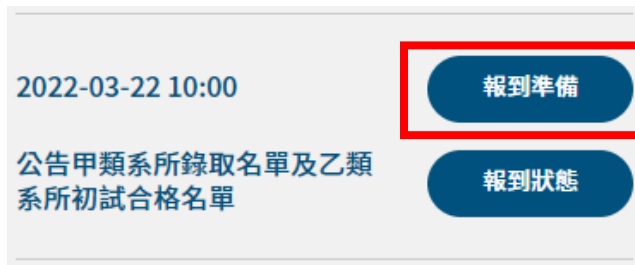 2022-03-22 10:00
報到準備
公告甲類系所錄取名單及乙類
系所初試合格名單
報到狀態